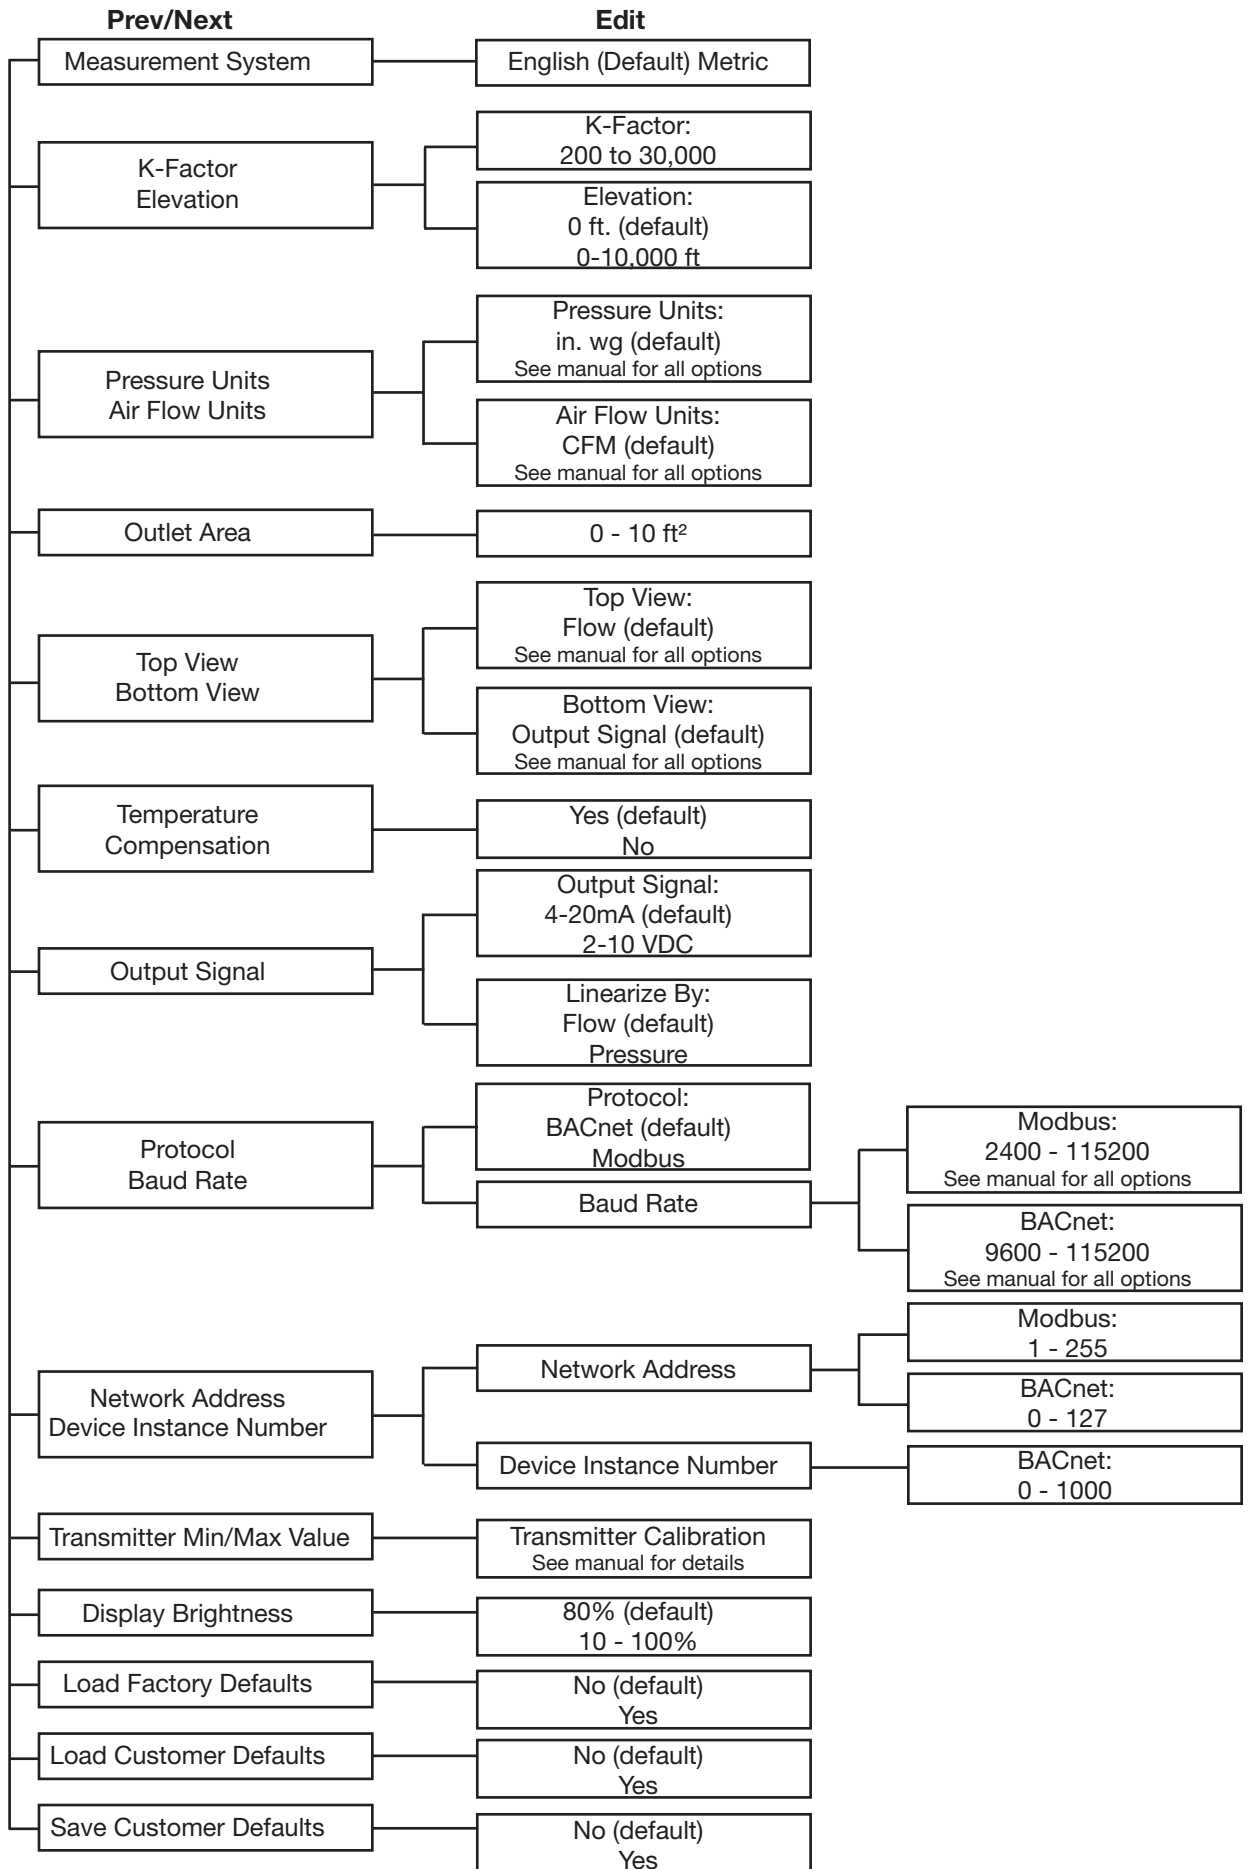 Prev/Next
Edit
Measurement System
English (Default) Metric
K-Factor
Elevation
K-Factor:
200 to 30,000
Elevation:
0 ft. (default)
0-10,000 ft
Pressure Units
Air Flow Units
Pressure Units:
in. wg (default)
See manual for all options
Air Flow Units:
CFM (default)
See manual for all options
Outlet Area
0 - 10 ft²
Top View
Bottom View
Top View:
Flow (default)
See manual for all options
Bottom View:
Output Signal (default)
See manual for all options
Temperature
Compensation
Yes (default)
No
Output Signal
Output Signal:
4-20mA (default)
2-10 VDC
Linearize By:
Flow (default)
Pressure
Protocol
Baud Rate
Protocol:
BACnet (default)
Modbus
Baud Rate
Modbus:
2400 - 115200
See manual for all options
BACnet:
9600 - 115200
See manual for all options
Network Address
Device Instance Number
Network Address
Modbus:
1 - 255
BACnet:
0 - 127
Device Instance Number
BACnet:
0 - 1000
Transmitter Min/Max Value
Transmitter Calibration
See manual for details
Display Brightness
80% (default)
10 - 100%
Load Factory Defaults
No (default)
Yes
Load Customer Defaults
No (default)
Yes
Save Customer Defaults
No (default)
Yes